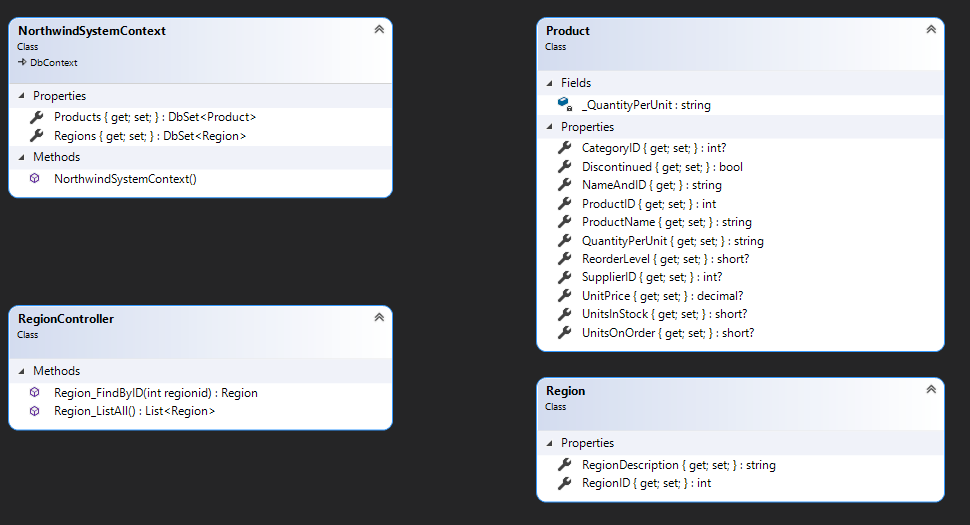 NorthwindSystemContext
Class
DbContext
Properties
Products { get; set; } : DbSet<Product>
Regions { get; set; } : DbSet<Region>
Methods
NorthwindSystemContext()
RegionController
Class
Methods
Region_FindByID(int regionid) : Region
Region_ListAll() : List<Region>
Product
Class
Fields
_QuantityPerUnit : string
Properties
CategoryID { get; set; } : int?
Discontinued { get; set; } : bool
NameAndID { get; } : string
ProductID { get; set; } : int
ProductName { get; set; } : string
QuantityPerUnit { get; set; } : string
ReorderLevel { get; set; } : short?
SupplierID { get; set; } : int?
UnitPrice { get; set; } : decimal?
UnitsInStock { get; set; } : short?
UnitsOnOrder { get; set; } : short?
Region
Class
Properties
RegionDescription { get; set; } : string
RegionID { get; set; } : int